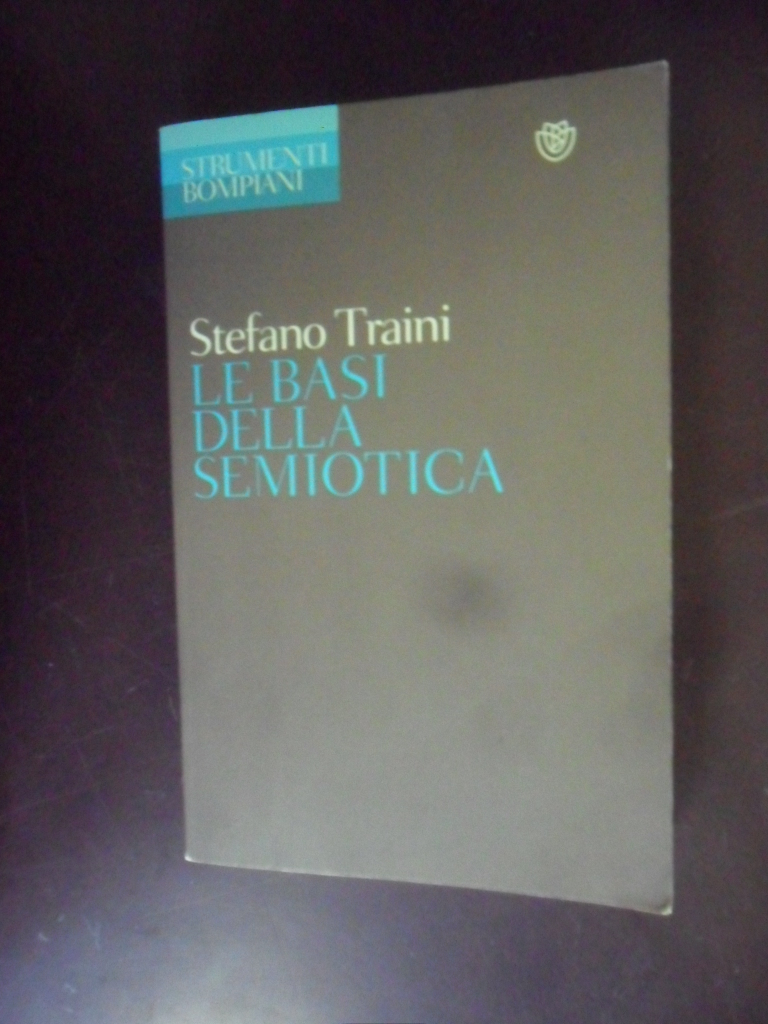 STRUMENTI
BOMPIANI
Stefano Traini
LE BASI
DELLA
SEMIOTICA